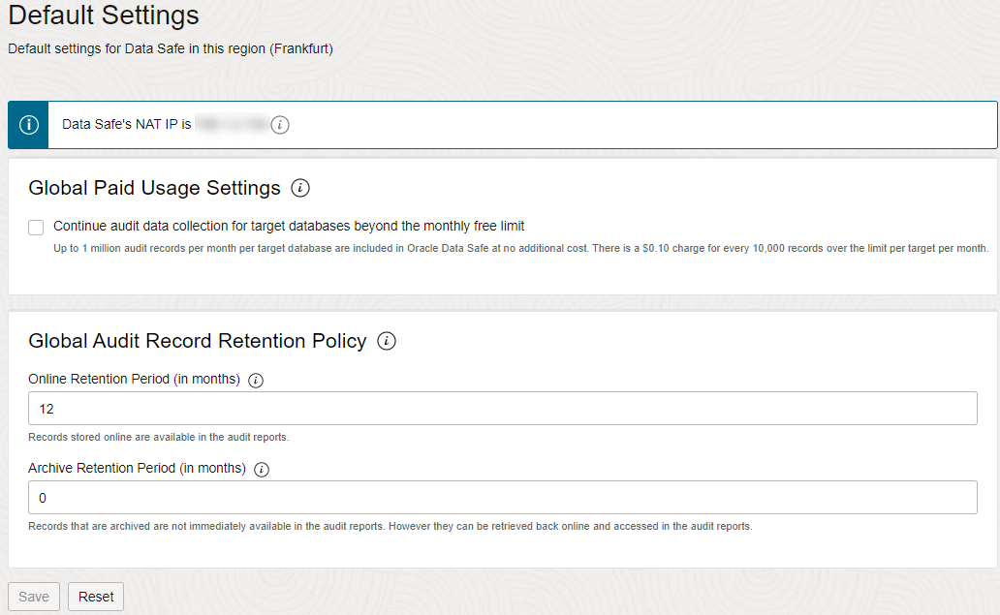 Default Settings
Default settings for Data Safe in this region (Frankfurt)
Data Safe's NAT IP is
Global Paid Usage Settings
Continue audit data collection for target databases beyond the monthly free limit
Up to 1 million audit records per month per target database are included in Oracle Data Safe at no additional cost. There is a $0.10 charge for every 10,000 records over the limit per target per month.
Global Audit Record Retention Policy
Online Retention Period (in months)
12
Records stored online are available in the audit reports.
Archive Retention Period (in months)
0
Records that are archived are not immediately available in the audit reports. However they can be retrieved back online and accessed in the audit reports.
Save Reset